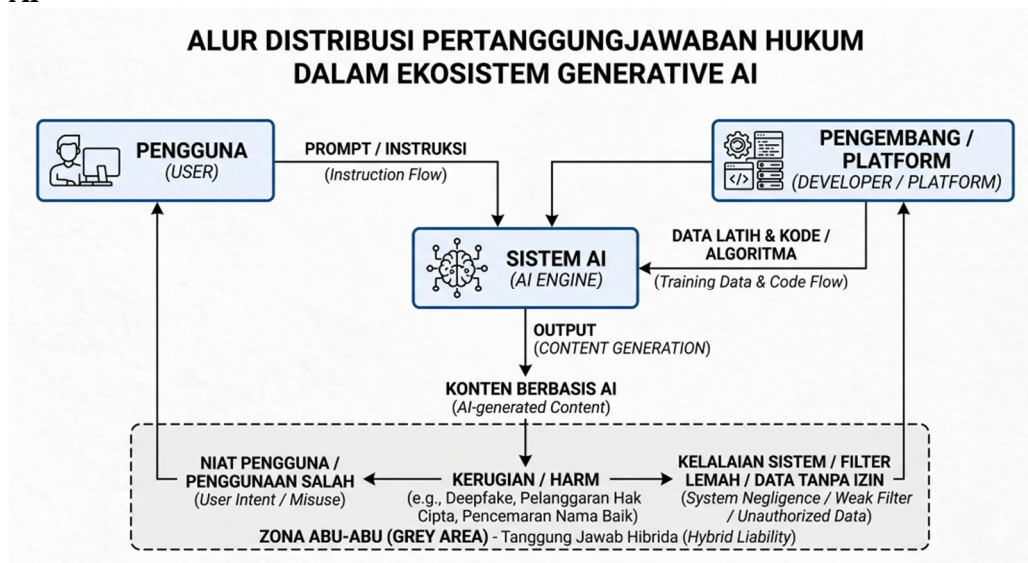 ALUR DISTRIBUSI PERTANGGUNGJAWABAN HUKUM
DALAM EKOSISTEM GENERATIVE AI
PENGGUNA
(USER)
PROMPT / INSTRUKSI
(Instruction Flow)
PENGEMBANG /
PLATFORM
(DEVELOPER / PLATFORM)
SISTEM AI
(AI ENGINE)
DATA LATIH & KODE /
ALGORITMA
(Training Data & Code Flow)
OUTPUT
(CONTENT GENERATION)
KONTEN BERBASIS AI
(AI-generated Content)
NIAT PENGGUNA /
PENGGUNAAN SALAH
(User Intent / Misuse)
KERUGIAN / HARM
(e.g., Deepfake, Pelanggaran Hak
Cipta, Pencemaran Nama Baik)
KELALAIAN SISTEM / FILTER
LEMAH / DATA TANPA IZIN
(System Negligence / Weak Filter
/ Unauthorized Data)
ZONA ABU-ABU (GREY AREA) - Tanggung Jawab Hibrida (Hybrid Liability)